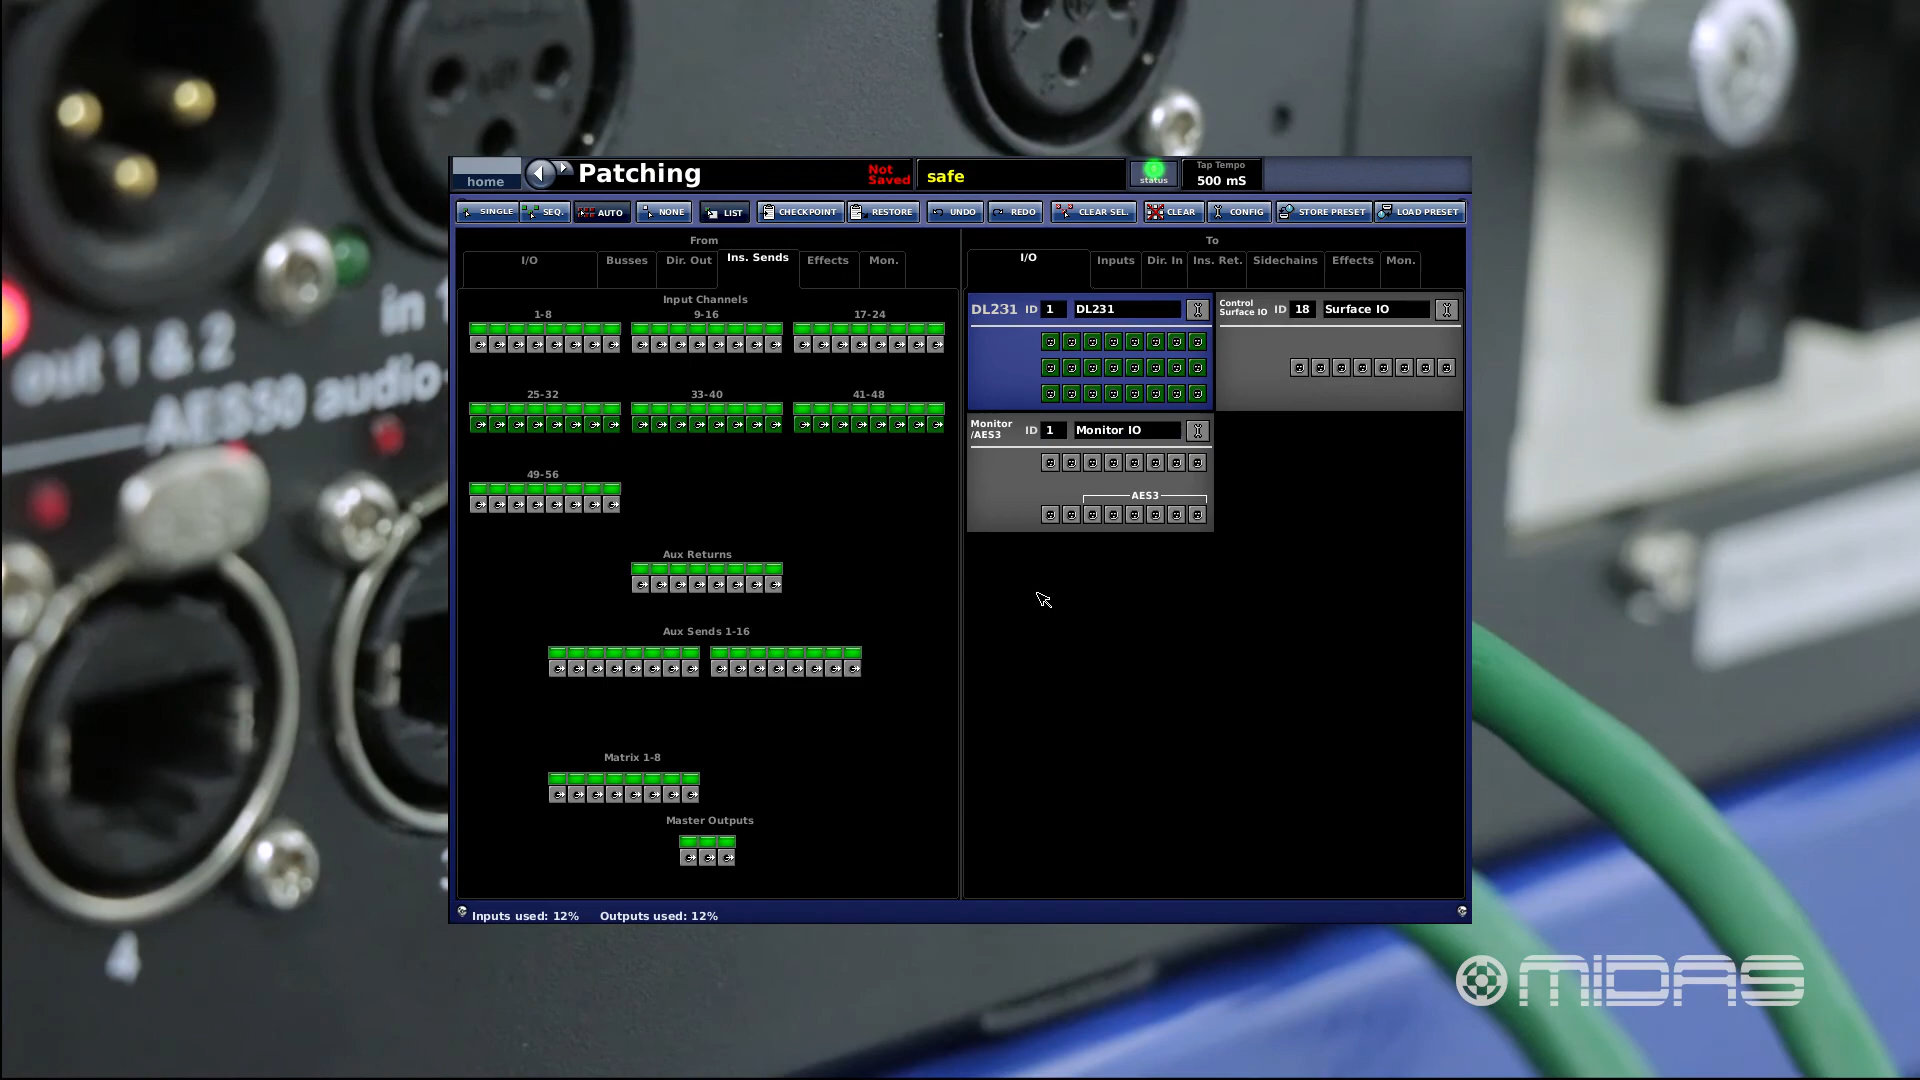 home
Patching
Not
Saved
safe
status
Tap Tempo
500 mS
SINGLE
SEQ.
AUTO
NONE
LIST
CHECKPOINT
RESTORE
UNDO
REDO
CLEAR SEL.
CLEAR
CONFIG
STORE PRESET
LOAD PRESET
From
I/O
Busses
Dir. Out
Ins. Sends
Effects
Mon.
Input Channels
1-8
9-16
17-24
25-32
33-40
41-48
49-56
Aux Returns
Aux Sends 1-16
Matrix 1-8
Master Outputs
To
I/O
Inputs
Dir. In
Ins. Ret.
Sidechains
Effects
Mon.
DL231 ID 1 DL231
Control
Surface IO ID 18 Surface IO
Monitor
/AES3 ID 1 Monitor IO
AES3
Inputs used: 12%
Outputs used: 12%
out 1 & 2
in 1
AES50 audio
4
MIDAS